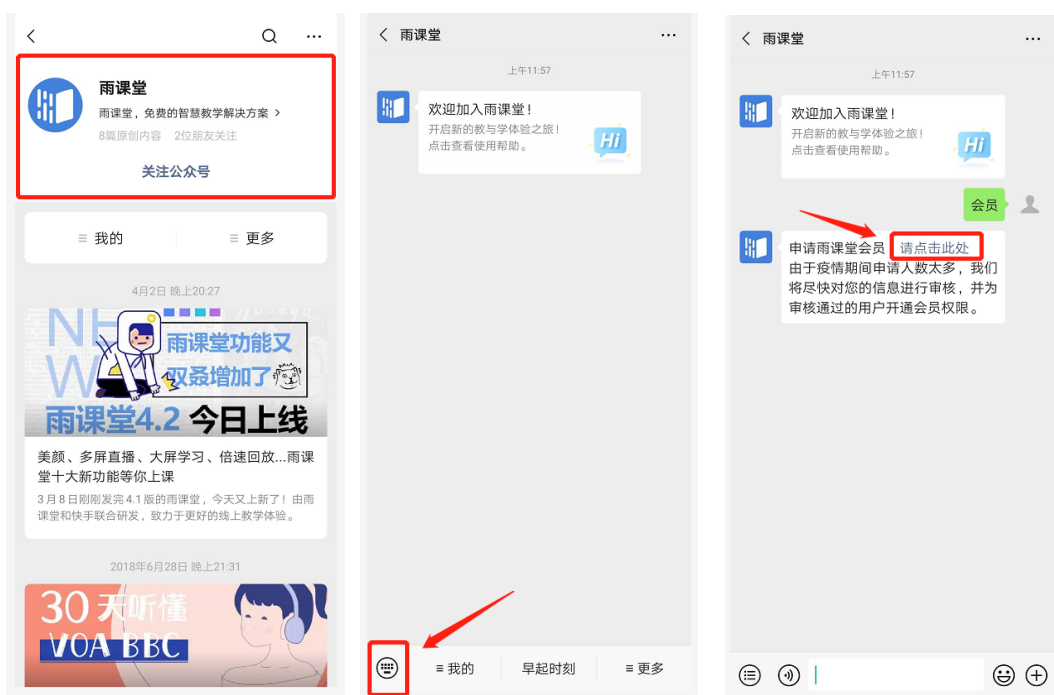 雨课堂
雨课堂，免费的智慧教学解决方案 >
8篇原创内容 2位朋友关注
关注公众号
我的
更多
4月2日 晚上20:27
NEW
雨课堂功能又
双叒叕增加了
雨课堂4.2 今日上线
美颜、多屏直播、大屏学习、倍速回放...雨课
堂十大新功能等你上课
3月8日刚刚发完4.1版的雨课堂，今天又上新了！由雨
课堂和快手联合研发，致力于更好的线上教学体验。
2018年6月28日 晚上21:31
30天听懂
VOA BBC
雨课堂
上午11:57
欢迎加入雨课堂！
开启新的教与学体验之旅！
点击查看使用帮助。
Hi
我的
早起时刻
更多
雨课堂
上午11:57
欢迎加入雨课堂！
开启新的教与学体验之旅！
点击查看使用帮助。
Hi
会员
申请雨课堂会员 请点击此处
由于疫情期间申请人数太多，我们
将尽快对您的信息进行审核，并为
审核通过的用户开通会员权限。